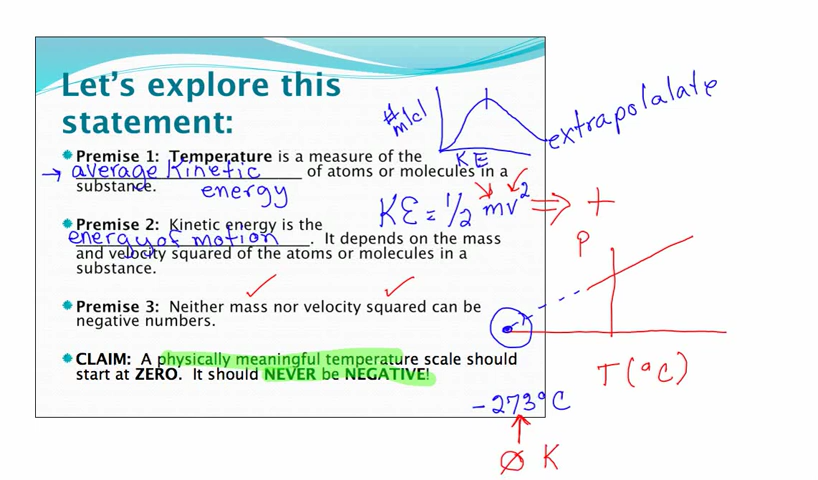 Let's explore this
statement:
Premise 1: Temperature is a measure of the
→ average kinetic of atoms or molecules in a
substance. energy
Premise 2: Kinetic energy is the
energy of motion. It depends on the mass
and velocity squared of the atoms or molecules in a
substance.
Premise 3: Neither mass nor velocity squared can be
negative numbers.
CLAIM: A physically meaningful temperature scale should
start at ZERO. It should NEVER be NEGATIVE!
# mlcl
KE
extrapolalate
KE = 1/2 mv² ⇒ +
P
T (°C)
-273°C
Ø K